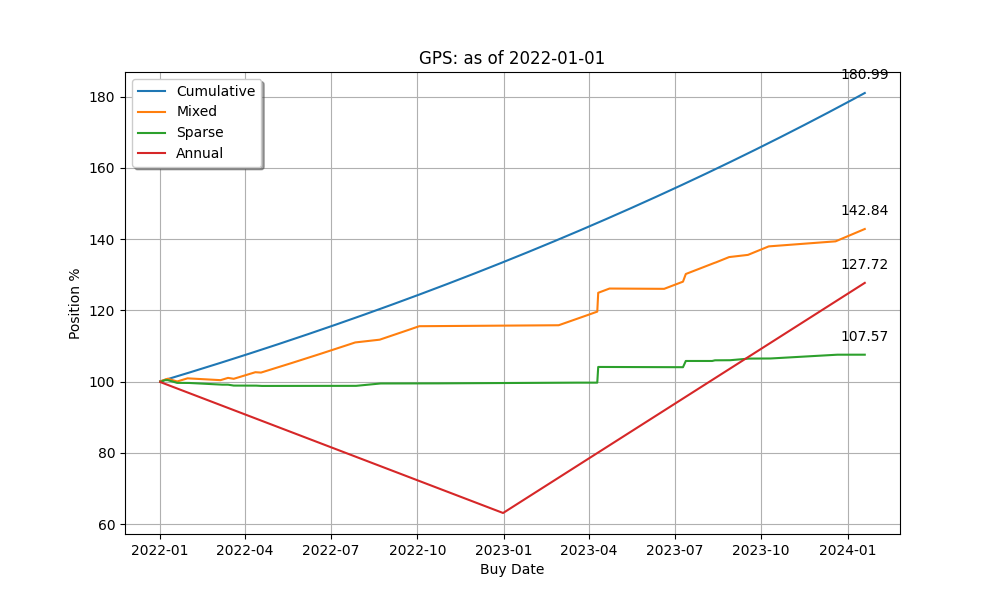 GPS: as of 2022-01-01
180.99
180
Cumulative
Mixed
Sparse
Annual
160
142.84
140
127.72
120
107.57
100
80
60
Position %
2022-01 2022-04 2022-07 2022-10 2023-01 2023-04 2023-07 2023-10 2024-01
Buy Date